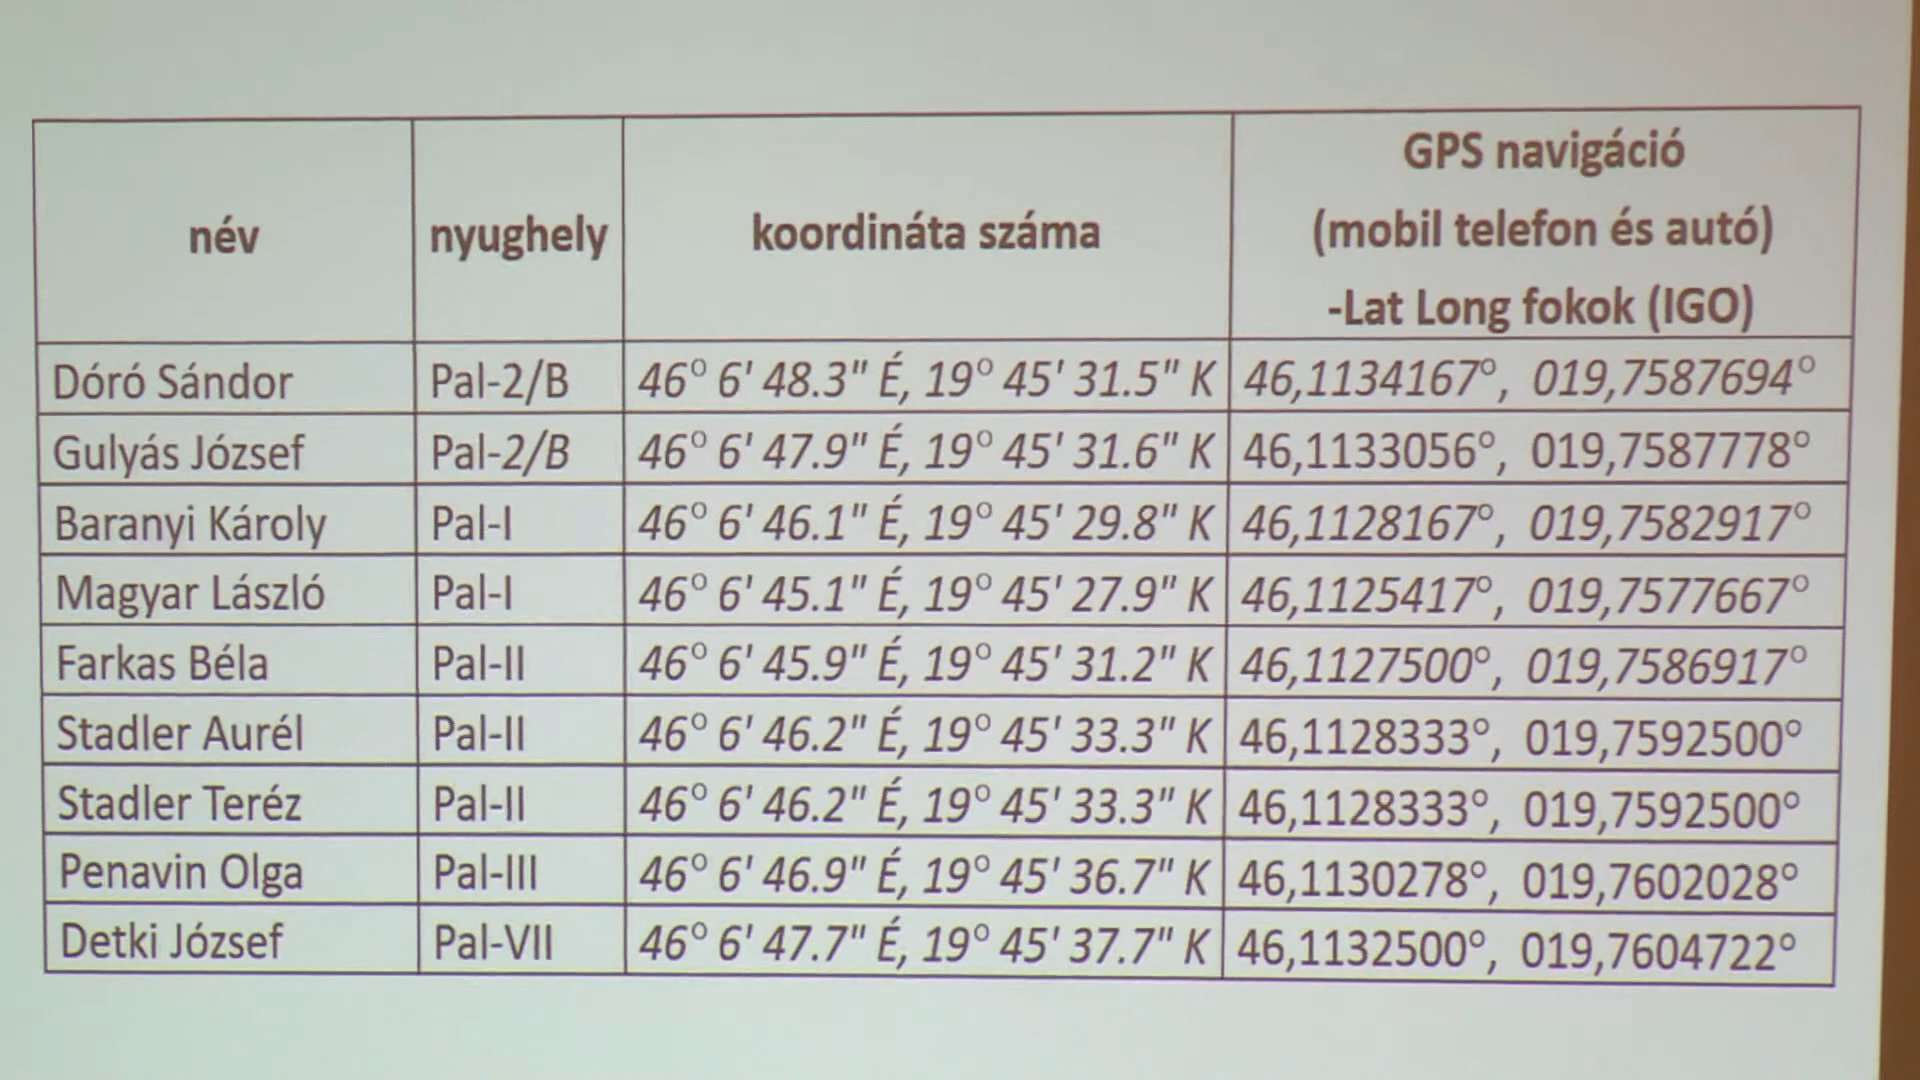 név nyughely koordináta száma GPS navigáció
(mobil telefon és autó)
-Lat Long fokok (IGO)
Dóró Sándor Pal-2/B 46° 6' 48.3" É, 19° 45' 31.5" K 46,1134167°, 019,7587694°
Gulyás József Pal-2/B 46° 6' 47.9" É, 19° 45' 31.6" K 46,1133056°, 019,7587778°
Baranyi Károly Pal-I 46° 6' 46.1" É, 19° 45' 29.8" K 46,1128167°, 019,7582917°
Magyar László Pal-I 46° 6' 45.1" É, 19° 45' 27.9" K 46,1125417°, 019,7577667°
Farkas Béla Pal-II 46° 6' 45.9" É, 19° 45' 31.2" K 46,1127500°, 019,7586917°
Stadler Aurél Pal-II 46° 6' 46.2" É, 19° 45' 33.3" K 46,1128333°, 019,7592500°
Stadler Teréz Pal-II 46° 6' 46.2" É, 19° 45' 33.3" K 46,1128333°, 019,7592500°
Penavin Olga Pal-III 46° 6' 46.9" É, 19° 45' 36.7" K 46,1130278°, 019,7602028°
Detki József Pal-VII 46° 6' 47.7" É, 19° 45' 37.7" K 46,1132500°, 019,7604722°